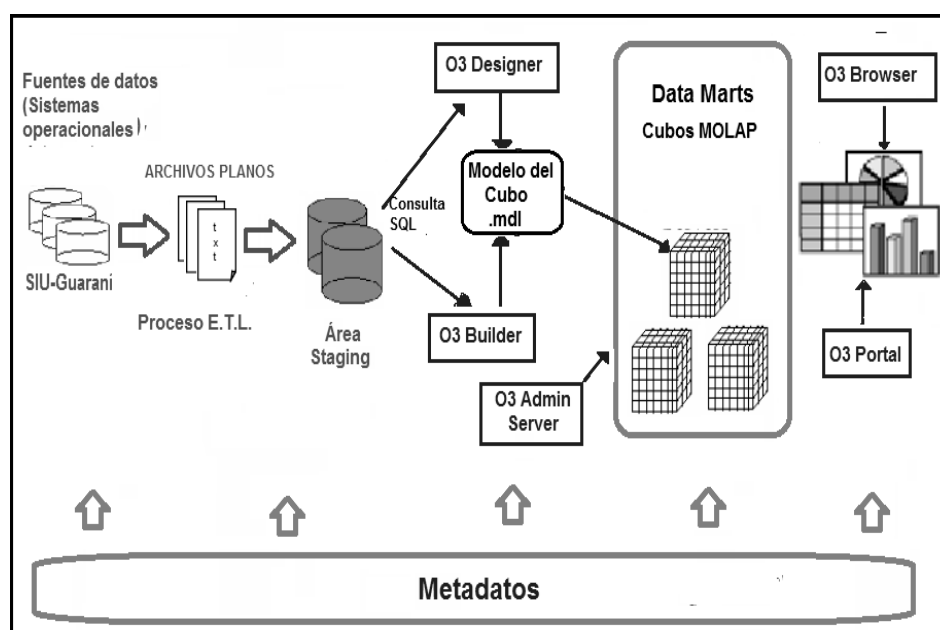 Fuentes de datos
(Sistemas
operacionales)
SIU-Guaraní
ARCHIVOS PLANOS
t
x
t
Proceso E.T.L.
Área
Staging
Consulta
SQL
O3 Designer
Modelo del
Cubo
.mdl
O3 Builder
O3 Admin
Server
Data Marts
Cubos MOLAP
O3 Browser
O3 Portal
Metadatos